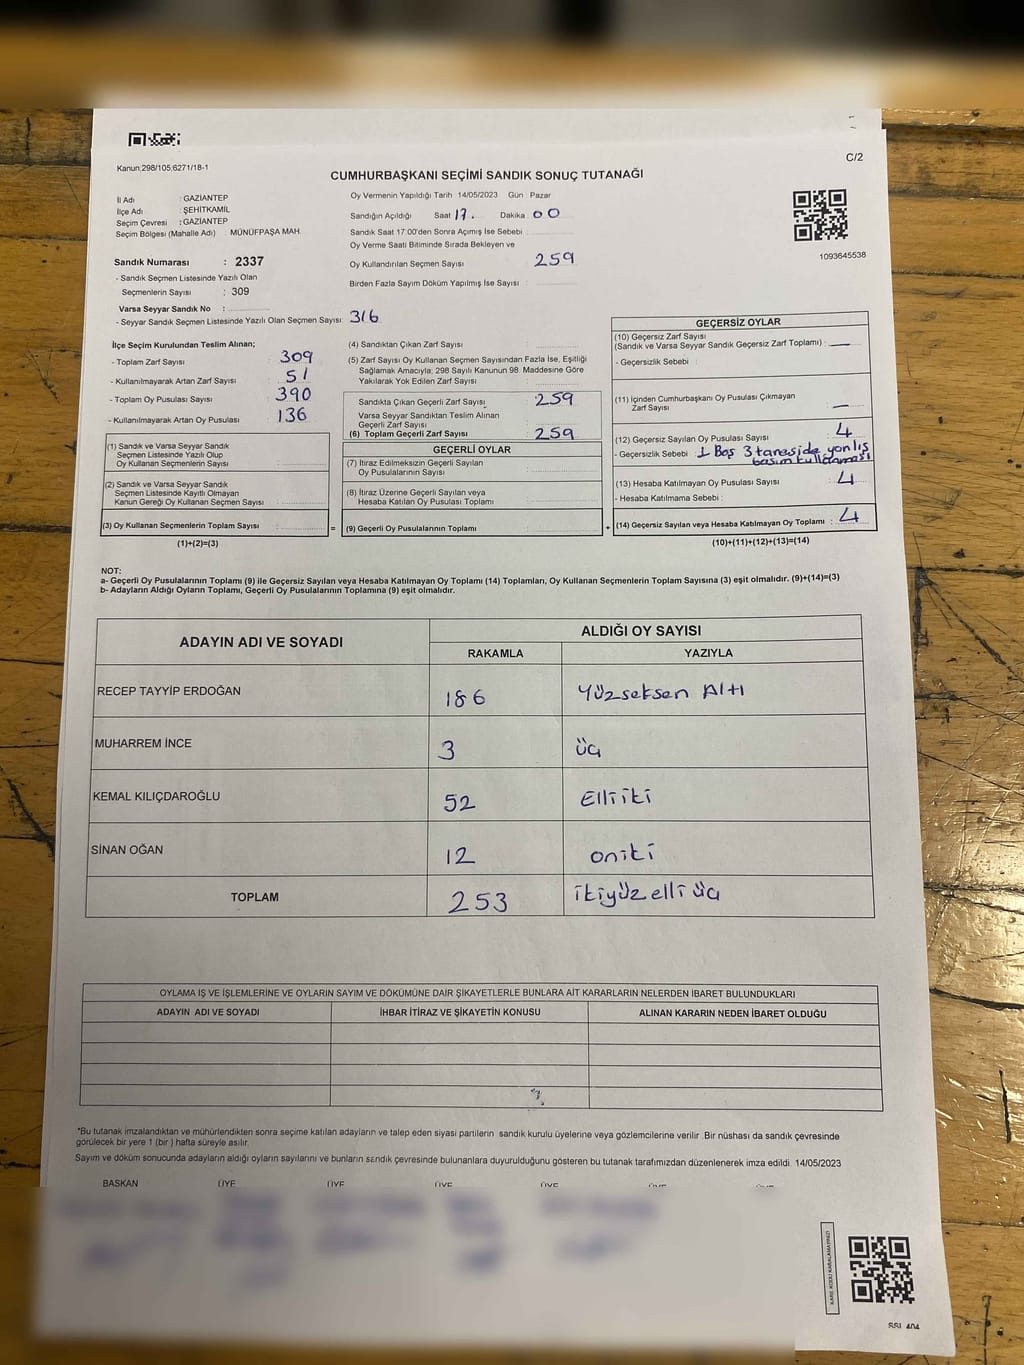 Kanun;298/105;6271/18-1
C/2
CUMHURBAŞKANI SEÇİMİ SANDIK SONUÇ TUTANAĞI
İl Adı : GAZİANTEP
İlçe Adı : ŞEHİTKAMİL
Seçim Çevresi : GAZİANTEP
Seçim Bölgesi (Mahalle Adı) : MÜNÜFPAŞA MAH.
Oy Vermenin Yapıldığı Tarih 14/05/2023 Gün : Pazar
Sandığın Açıldığı Saat 17. Dakika : 00
Sandık Saat 17:00'den Sonra Açımış İse Sebebi :
Oy Verme Saati Bitiminde Sırada Bekleyen ve
Oy Kullandırılan Seçmen Sayısı 259
Birden Fazla Sayım Döküm Yapılmış İse Sayısı :
1093645538
Sandık Numarası : 2337
- Sandık Seçmen Listesinde Yazılı Olan
Seçmenlerin Sayısı : 309
Varsa Seyyar Sandık No :
- Seyyar Sandık Seçmen Listesinde Yazılı Olan Seçmen Sayısı: 316
İlçe Seçim Kurulundan Teslim Alınan;
- Toplam Zarf Sayısı : 309
- Kullanılmayarak Artan Zarf Sayısı : 51
- Toplam Oy Pusulası Sayısı : 390
- Kullanılmayarak Artan Oy Pusulası : 136
(1) Sandık ve Varsa Seyyar Sandık
Seçmen Listesinde Yazılı Olup
Oy Kullanan Seçmenlerin Sayısı :
(2) Sandık ve Varsa Seyyar Sandık
Seçmen Listesinde Kayıtlı Olmayan
Kanun Gereği Oy Kullanan Seçmen Sayısı :
(3) Oy Kullanan Seçmenlerin Toplam Sayısı :
=
(1)+(2)=(3)
(4) Sandıktan Çıkan Zarf Sayısı :
(5) Zarf Sayısı Oy Kullanan Seçmen Sayısından Fazla İse, Eşitliği
Sağlamak Amacıyla; 298 Sayılı Kanunun 98. Maddesine Göre
Yakılarak Yok Edilen Zarf Sayısı :
Sandıkta Çıkan Geçerli Zarf Sayısı : 259
Varsa Seyyar Sandıktan Teslim Alınan
Geçerli Zarf Sayısı :
(6) Toplam Geçerli Zarf Sayısı : 259
GEÇERLİ OYLAR
(7) İtiraz Edilmeksizin Geçerli Sayılan
Oy Pusulalarının Sayısı :
(8) İtiraz Üzerine Geçerli Sayılan veya
Hesaba Katılan Oy Pusulası Toplamı :
(9) Geçerli Oy Pusulalarının Toplamı :
+
GEÇERSİZ OYLAR
(10) Geçersiz Zarf Sayısı
(Sandık ve Varsa Seyyar Sandık Geçersiz Zarf Toplamı) : —
- Geçersizlik Sebebi :
(11) İçinden Cumhurbaşkanı Oy Pusulası Çıkmayan
Zarf Sayısı : —
(12) Geçersiz Sayılan Oy Pusulası Sayısı : 4
- Geçersizlik Sebebi : 1 Boş 3 taneside yanlış
basım kullanması
(13) Hesaba Katılmayan Oy Pusulası Sayısı : 4
- Hesaba Katılmama Sebebi :
(14) Geçersiz Sayılan veya Hesaba Katılmayan Oy Toplamı : 4
(10)+(11)+(12)+(13)=(14)
NOT:
a- Geçerli Oy Pusulalarının Toplamı (9) ile Geçersiz Sayılan veya Hesaba Katılmayan Oy Toplamı (14) Toplamları, Oy Kullanan Seçmenlerin Toplam Sayısına (3) eşit olmalıdır. (9)+(14)=(3)
b- Adayların Aldığı Oyların Toplamı, Geçerli Oy Pusulalarının Toplamına (9) eşit olmalıdır.
ADAYIN ADI VE SOYADI
ALDIĞI OY SAYISI
RAKAMLA YAZIYLA
RECEP TAYYİP ERDOĞAN 186 Yüzseksen Altı
MUHARREM İNCE 3 üç
KEMAL KILIÇDAROĞLU 52 Elliiki
SİNAN OĞAN 12 oniki
TOPLAM 253 ikiyüz elli üç
OYLAMA İŞ VE İŞLEMLERİNE VE OYLARIN SAYIM VE DÖKÜMÜNE DAİR ŞİKAYETLERLE BUNLARA AİT KARARLARIN NELERDEN İBARET BULUNDUKLARI
ADAYIN ADI VE SOYADI İHBAR İTİRAZ VE ŞİKAYETİN KONUSU ALINAN KARARIN NEDEN İBARET OLDUĞU
*Bu tutanak imzalandıktan ve mühürlendikten sonra seçime katılan adayların ve talep eden siyasi partilerin sandık kurulu üyelerine veya gözlemcilerine verilir .Bir nüshası da sandık çevresinde
görülecek bir yere 1 (bir ) hafta süreyle asılır.
Sayım ve döküm sonucunda adayların aldığı oyların sayılarını ve bunların sandık çevresinde bulunanlara duyurulduğunu gösteren bu tutanak tarafımızdan düzenlenerek imza edildi. 14/05/2023
BAŞKAN ÜYE ÜYE ÜYE ÜYE ÜYE ÜYE
KARE KODU KARALAMAYINIZ!